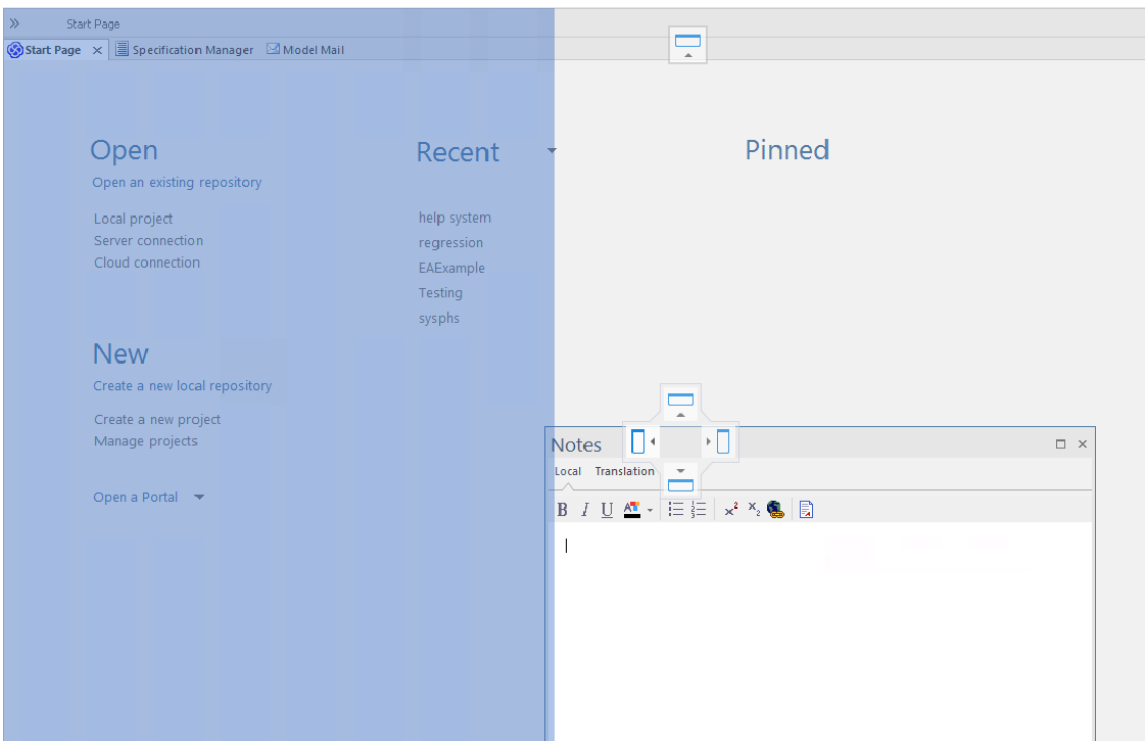 Start Page
Start Page Specification Manager Model Mail
Open
Open an existing repository
Local project
Server connection
Cloud connection
New
Create a new local repository
Create a new project
Manage projects
Open a Portal
Recent
help system
regression
EAExample
Testing
sysphs
Pinned
Notes
Local Translation
B I U A x² x₂